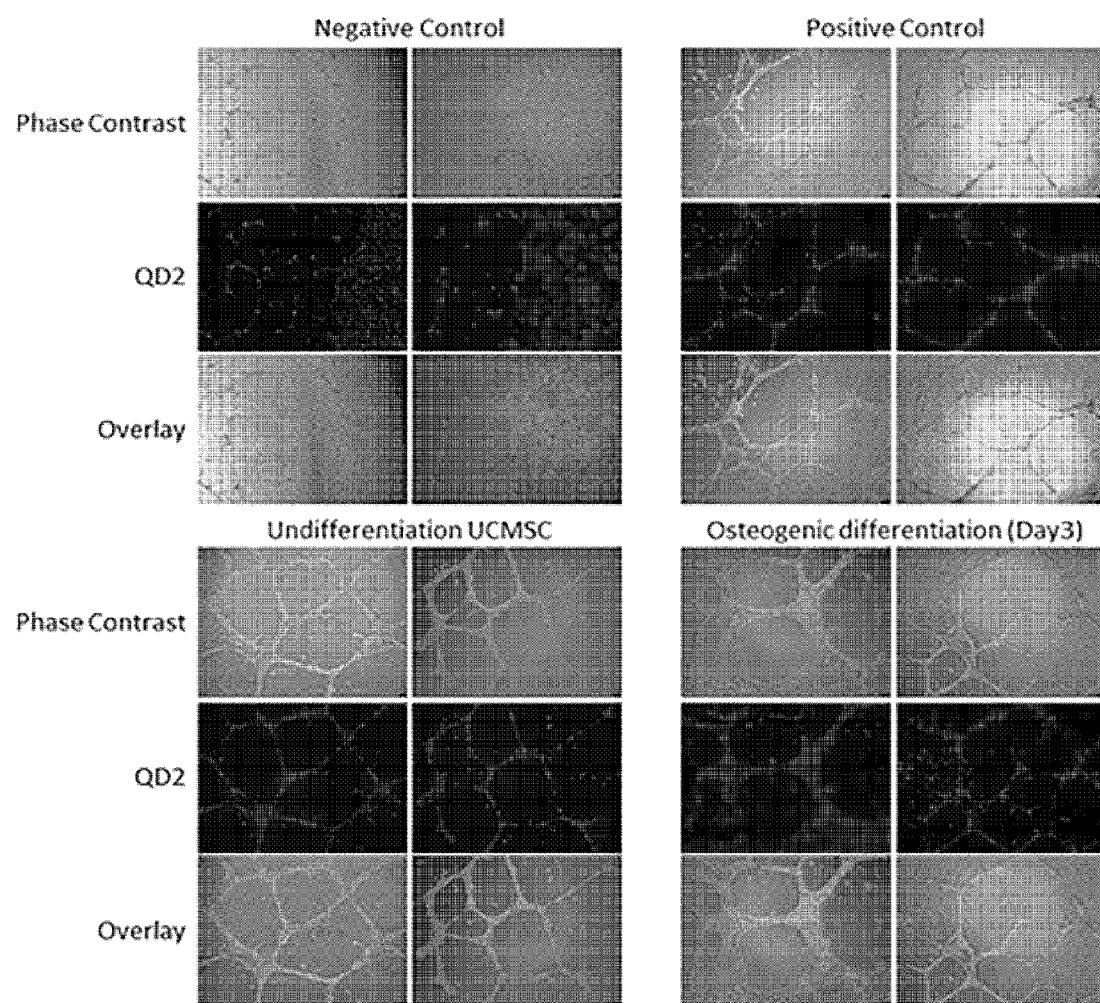 Negative Control
Positive Control
Phase Contrast
QD2
Overlay
Undifferentiation UCMSC
Osteogenic differentiation (Day3)
Phase Contrast
QD2
Overlay